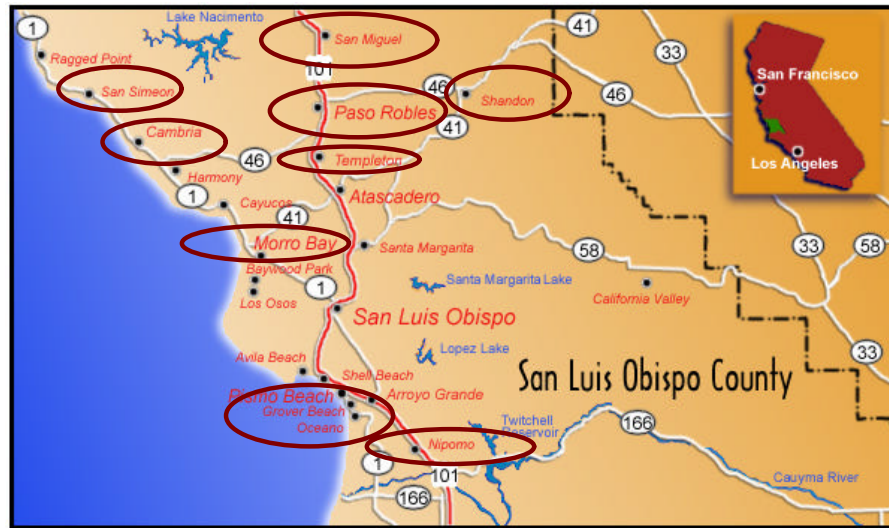 1
Lake Nacimento
Ragged Point
San Miguel
101
41
33
San Francisco
Los Angeles
San Simeon
46
Shandon
46
Paso Robles
41
Cambria
Templeton
46
Harmony
Atascadero
1
Cayucos
41
Morro Bay
Santa Margarita
58
33
58
Baywood Park
Los Osos
1
Santa Margarita Lake
California Valley
San Luis Obispo
Avila Beach
Lopez Lake
33
Shell Beach
San Luis Obispo County
Pismo Beach
Arroyo Grande
Grover Beach
Oceano
Twitchell
Reservoir
166
Nipomo
1
101
Cauyma River
166